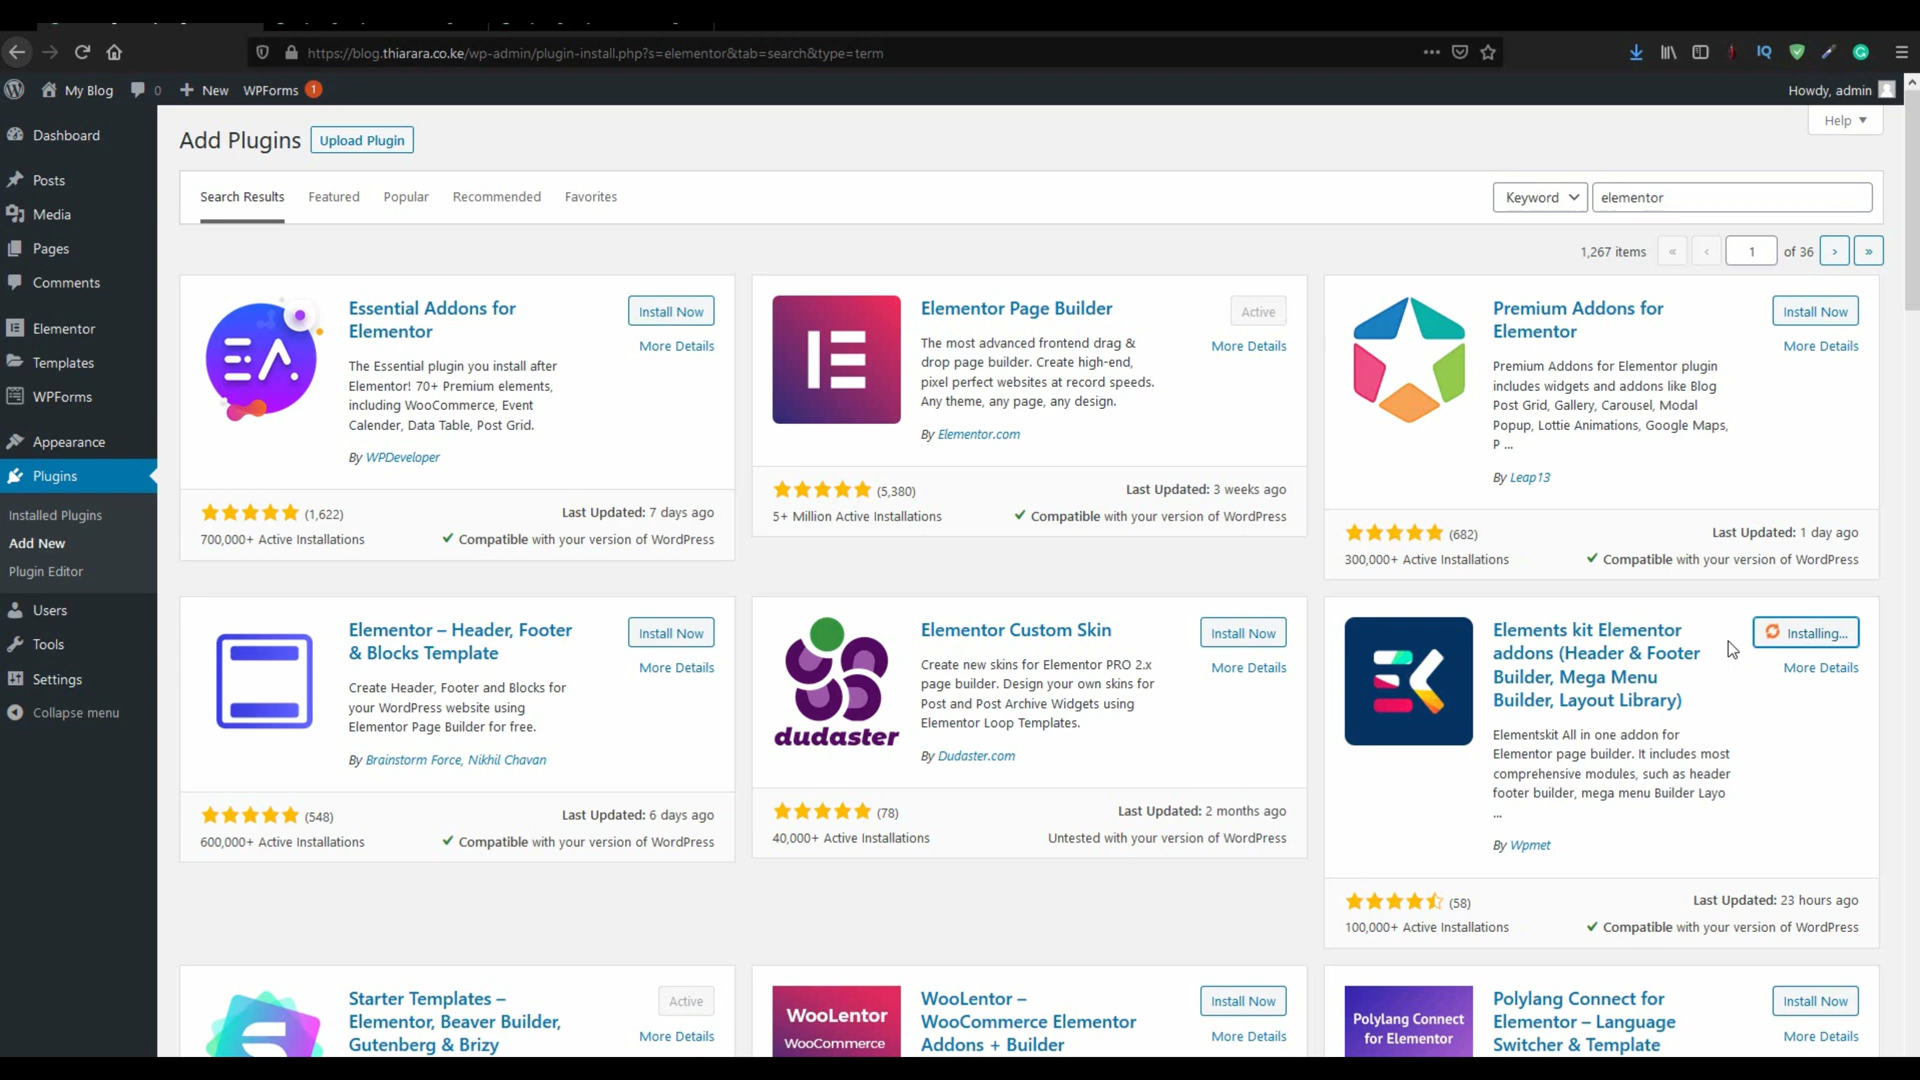 https://blog.thiarara.co.ke/wp-admin/plugin-install.php?s=elementor&tab=search&type=term
IQ
My Blog
0
New
WPForms
1
Howdy, admin
Dashboard
Posts
Media
Pages
Comments
Elementor
Templates
WPForms
Appearance
Plugins
Installed Plugins
Add New
Plugin Editor
Users
Tools
Settings
Collapse menu
Help
Add Plugins
Upload Plugin
Search Results
Featured
Popular
Recommended
Favorites
Keyword
elementor
1,267 items
«
‹
1
of 36
›
»
Essential Addons for
Elementor
Install Now
More Details
The Essential plugin you install after
Elementor! 70+ Premium elements,
including WooCommerce, Event
Calender, Data Table, Post Grid.
By WPDeveloper
(1,622)
700,000+ Active Installations
Last Updated: 7 days ago
Compatible with your version of WordPress
Elementor Page Builder
Active
More Details
The most advanced frontend drag &
drop page builder. Create high-end,
pixel perfect websites at record speeds.
Any theme, any page, any design.
By Elementor.com
(5,380)
5+ Million Active Installations
Last Updated: 3 weeks ago
Compatible with your version of WordPress
Premium Addons for
Elementor
Install Now
More Details
Premium Addons for Elementor plugin
includes widgets and addons like Blog
Post Grid, Gallery, Carousel, Modal
Popup, Lottie Animations, Google Maps,
P ...
By Leap13
(682)
300,000+ Active Installations
Last Updated: 1 day ago
Compatible with your version of WordPress
Elementor – Header, Footer
& Blocks Template
Install Now
More Details
Create Header, Footer and Blocks for
your WordPress website using
Elementor Page Builder for free.
By Brainstorm Force, Nikhil Chavan
(548)
600,000+ Active Installations
Last Updated: 6 days ago
Compatible with your version of WordPress
dudaster
Elementor Custom Skin
Install Now
More Details
Create new skins for Elementor PRO 2.x
page builder. Design your own skins for
Post and Post Archive Widgets using
Elementor Loop Templates.
By Dudaster.com
(78)
40,000+ Active Installations
Last Updated: 2 months ago
Untested with your version of WordPress
Elements kit Elementor
addons (Header & Footer
Builder, Mega Menu
Builder, Layout Library)
Installing...
More Details
Elementskit All in one addon for
Elementor page builder. It includes most
comprehensive modules, such as header
footer builder, mega menu Builder Layo
...
By Wpmet
(58)
100,000+ Active Installations
Last Updated: 23 hours ago
Compatible with your version of WordPress
Starter Templates –
Elementor, Beaver Builder,
Gutenberg & Brizy
Active
More Details
WooLentor
WooCommerce
WooLentor –
WooCommerce Elementor
Addons + Builder
Install Now
More Details
Polylang Connect
for Elementor
Polylang Connect for
Elementor – Language
Switcher & Template
Install Now
More Details